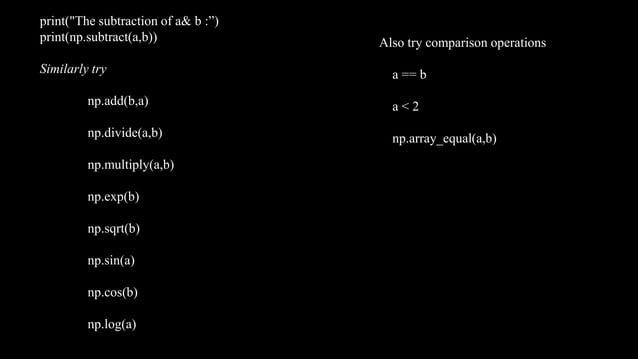 print("The subtraction of a& b :”)
print(np.subtract(a,b))
Similarly try
np.add(b,a)
np.divide(a,b)
np.multiply(a,b)
np.exp(b)
np.sqrt(b)
np.sin(a)
np.cos(b)
np.log(a)
Also try comparison operations
a == b
a < 2
np.array_equal(a,b)